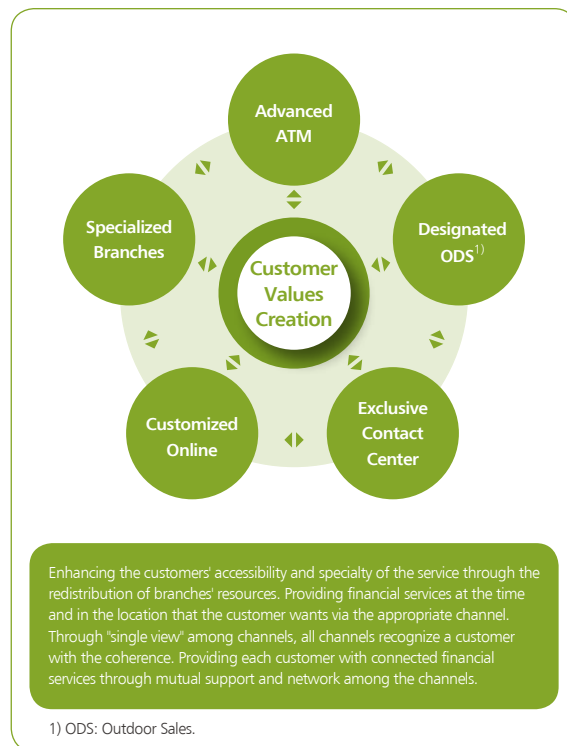 Advanced
ATM
Specialized
Branches
Designated
ODS1)
Customer
Values
Creation
Customized
Online
Exclusive
Contact
Center
Enhancing the customers' accessibility and specialty of the service through the
redistribution of branches' resources. Providing financial services at the time
and in the location that the customer wants via the appropriate channel.
Through "single view" among channels, all channels recognize a customer
with the coherence. Providing each customer with connected financial
services through mutual support and network among the channels.
1) ODS: Outdoor Sales.